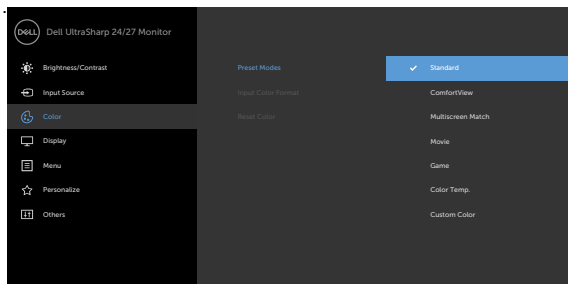 DELL Dell UltraSharp 24/27 Monitor
Brightness/Contrast
Input Source
Color
Display
Menu
Personalize
Others
Preset Modes
Input Color Format
Reset Color
Standard
ComfortView
Multiscreen Match
Movie
Game
Color Temp.
Custom Color